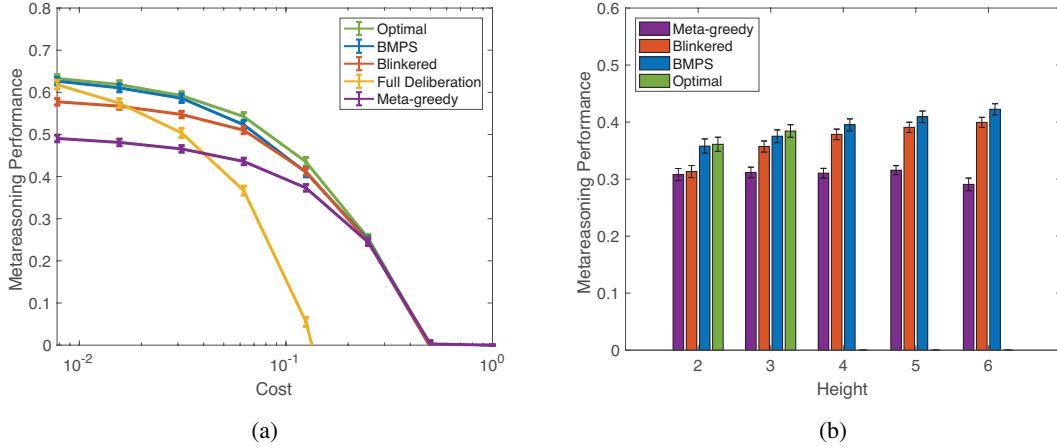 0.8
0.7
0.6
0.5
0.4
0.3
0.2
0.1
0
Metareasoning Performance
Optimal
BMPS
Blinkered
Full Deliberation
Meta-greedy
10-2
10-1
100
Cost
(a)
0.6
0.5
0.4
0.3
0.2
0.1
0
Metareasoning Performance
Meta-greedy
Blinkered
BMPS
Optimal
2 3 4 5 6
Height
(b)